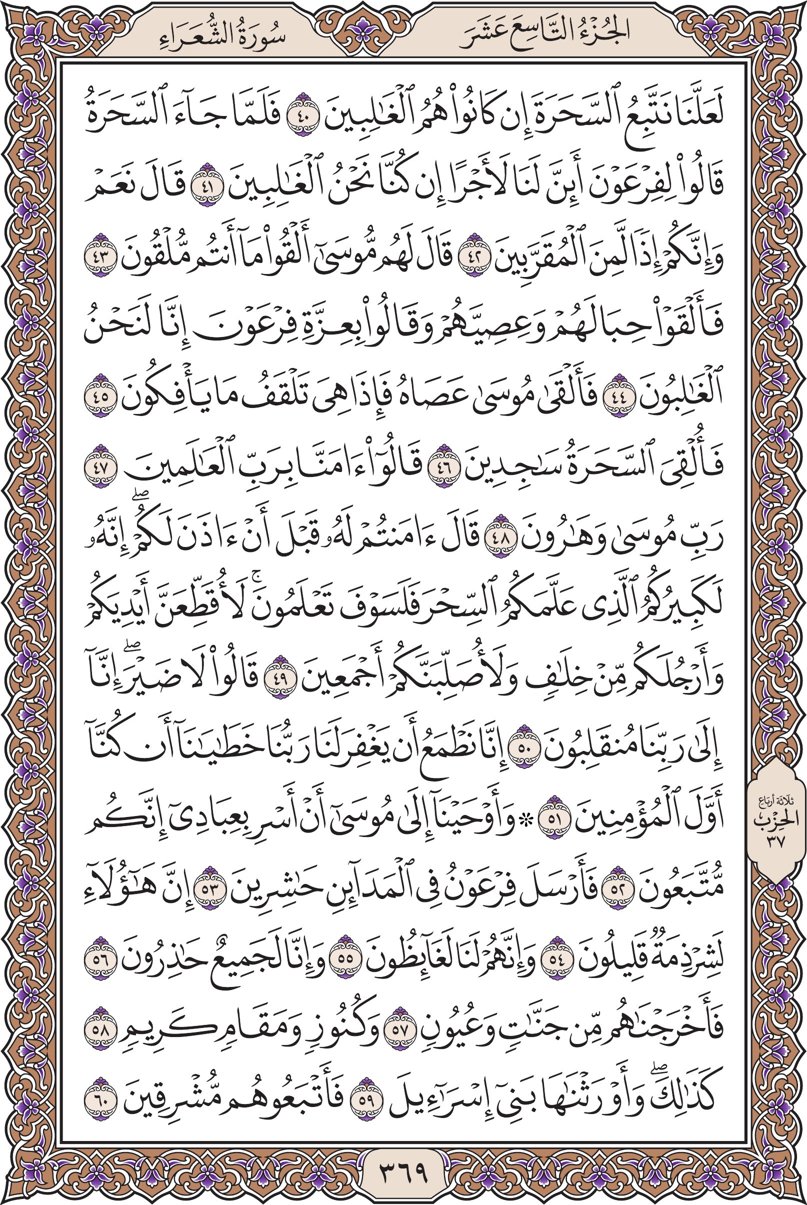 الجُزْءُ التَّاسِعَ عَشَرَ
سُورَةُ الشُّعَرَاءِ
لَعَلَّنَا نَتَّبِعُ ٱلسَّحَرَةَ إِن كَانُوا۟ هُمُ ٱلْغَٰلِبِينَ ٤٠ فَلَمَّا جَآءَ ٱلسَّحَرَةُ
قَالُوا۟ لِفِرْعَوْنَ أَئِنَّ لَنَا لَأَجْرًا إِن كُنَّا نَحْنُ ٱلْغَٰلِبِينَ ٤١ قَالَ نَعَمْ
وَإِنَّكُمْ إِذًا لَّمِنَ ٱلْمُقَرَّبِينَ ٤٢ قَالَ لَهُم مُّوسَىٰٓ أَلْقُوا۟ مَآ أَنتُم مُّلْقُونَ ٤٣
فَأَلْقَوْا۟ حِبَالَهُمْ وَعِصِيَّهُمْ وَقَالُوا۟ بِعِزَّةِ فِرْعَوْنَ إِنَّا لَنَحْنُ
ٱلْغَٰلِبُونَ ٤٤ فَأَلْقَىٰ مُوسَىٰ عَصَاهُ فَإِذَا هِىَ تَلْقَفُ مَا يَأْفِكُونَ ٤٥
فَأُلْقِىَ ٱلسَّحَرَةُ سَٰجِدِينَ ٤٦ قَالُوٓا۟ ءَامَنَّا بِرَبِّ ٱلْعَٰلَمِينَ ٤٧
رَبِّ مُوسَىٰ وَهَٰرُونَ ٤٨ قَالَ ءَامَنتُمْ لَهُۥ قَبْلَ أَنْ ءَاذَنَ لَكُمْ ۖ إِنَّهُۥ
لَكَبِيرُكُمُ ٱلَّذِى عَلَّمَكُمُ ٱلسِّحْرَ فَلَسَوْفَ تَعْلَمُونَ ۚ لَأُقَطِّعَنَّ أَيْدِيَكُمْ
وَأَرْجُلَكُم مِّنْ خِلَٰفٍ وَلَأُصَلِّبَنَّكُمْ أَجْمَعِينَ ٤٩ قَالُوا۟ لَا ضَيْرَ ۖ إِنَّآ
إِلَىٰ رَبِّنَا مُنقَلِبُونَ ٥٠ إِنَّا نَطْمَعُ أَن يَغْفِرَ لَنَا رَبُّنَا خَطَٰيَٰنَآ أَن كُنَّآ
أَوَّلَ ٱلْمُؤْمِنِينَ ٥١ ۞ وَأَوْحَيْنَآ إِلَىٰ مُوسَىٰٓ أَنْ أَسْرِ بِعِبَادِىٓ إِنَّكُم
مُّتَّبَعُونَ ٥٢ فَأَرْسَلَ فِرْعَوْنُ فِى ٱلْمَدَآئِنِ حَٰشِرِينَ ٥٣ إِنَّ هَٰٓؤُلَآءِ
لَشِرْذِمَةٌ قَلِيلُونَ ٥٤ وَإِنَّهُمْ لَنَا لَغَآئِظُونَ ٥٥ وَإِنَّا لَجَمِيعٌ حَٰذِرُونَ ٥٦
فَأَخْرَجْنَٰهُم مِّن جَنَّٰتٍ وَعُيُونٍ ٥٧ وَكُنُوزٍ وَمَقَامٍ كَرِيمٍ ٥٨
كَذَٰلِكَ ۖ وَأَوْرَثْنَٰهَا بَنِىٓ إِسْرَٰٓءِيلَ ٥٩ فَأَتْبَعُوهُم مُّشْرِقِينَ ٦٠
ثَلَاثَةُ أَرْبَاعِ
الحِزْبِ
٣٧
٣٦٩